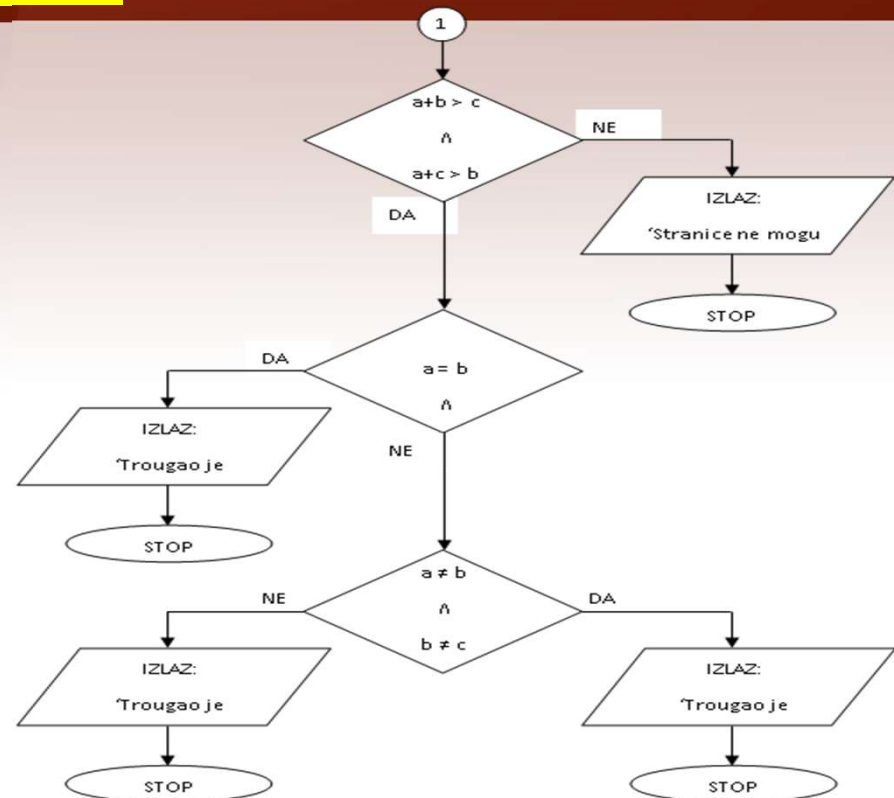 1
a+b > c
∧
a+c > b
NE
DA
IZLAZ:
‘Stranice ne mogu
STOP
DA
a = b
∧
NE
IZLAZ:
‘Trougao je
STOP
a ≠ b
∧
b ≠ c
NE
DA
IZLAZ:
‘Trougao je
STOP
IZLAZ:
‘Trougao je
STOP